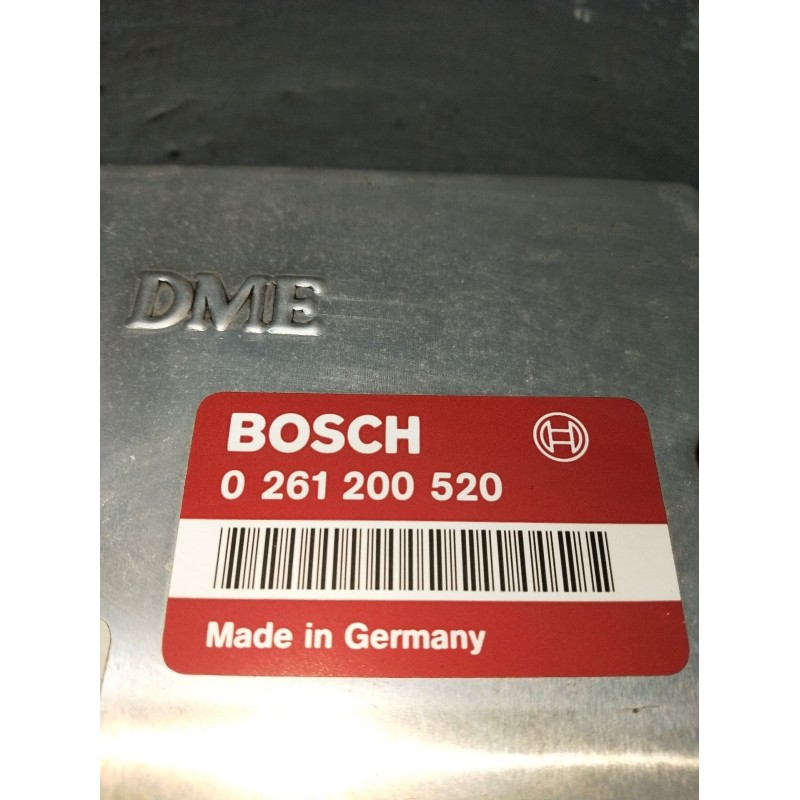 DME
BOSCH
0 261 200 520
Made in Germany